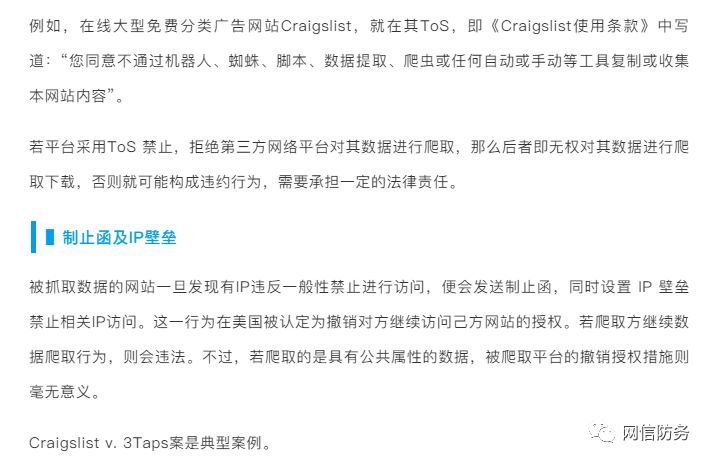 例如，在线大型免费分类广告网站Craigslist，就在其ToS，即《Craigslist使用条款》中写
道：“您同意不通过机器人、蜘蛛、脚本、数据提取、爬虫或任何自动或手动等工具复制或收集
本网站内容”。
若平台采用ToS 禁止，拒绝第三方网络平台对其数据进行爬取，那么后者即无权对其数据进行爬
取下载，否则就可能构成违约行为，需要承担一定的法律责任。
制止函及IP壁垒
被抓取数据的网站一旦发现有IP违反一般性禁止进行访问，便会发送制止函，同时设置 IP 壁垒
禁止相关IP访问。这一行为在美国被认定为撤销对方继续访问己方网站的授权。若爬取方继续数
据爬取行为，则会违法。不过，若爬取的是具有公共属性的数据，被爬取平台的撤销授权措施则
毫无意义。
Craigslist v. 3Taps案是典型案例。
网信防务